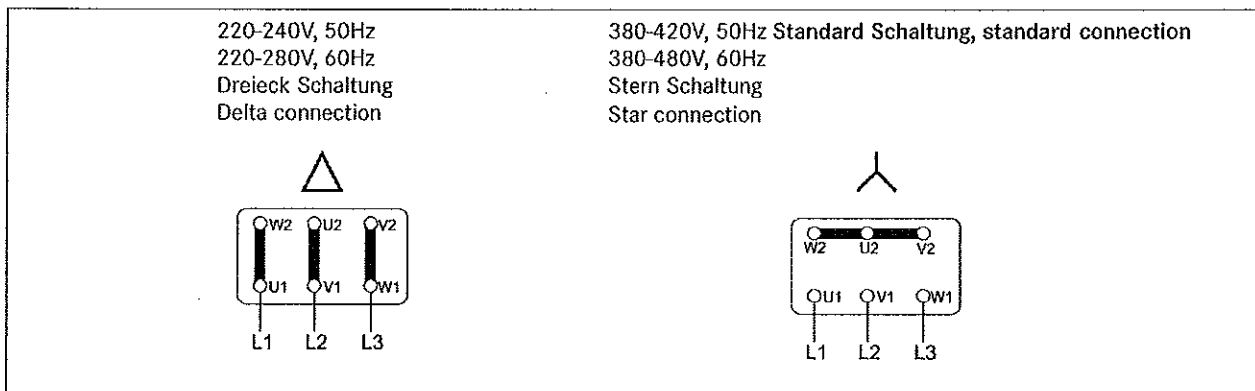 220-240V, 50Hz
220-280V, 60Hz
Dreieck Schaltung
Delta connection
W2 U2 V2
U1 V1 W1
L1 L2 L3
380-420V, 50Hz Standard Schaltung, standard connection
380-480V, 60Hz
Stern Schaltung
Star connection
W2 U2 V2
U1 V1 W1
L1 L2 L3